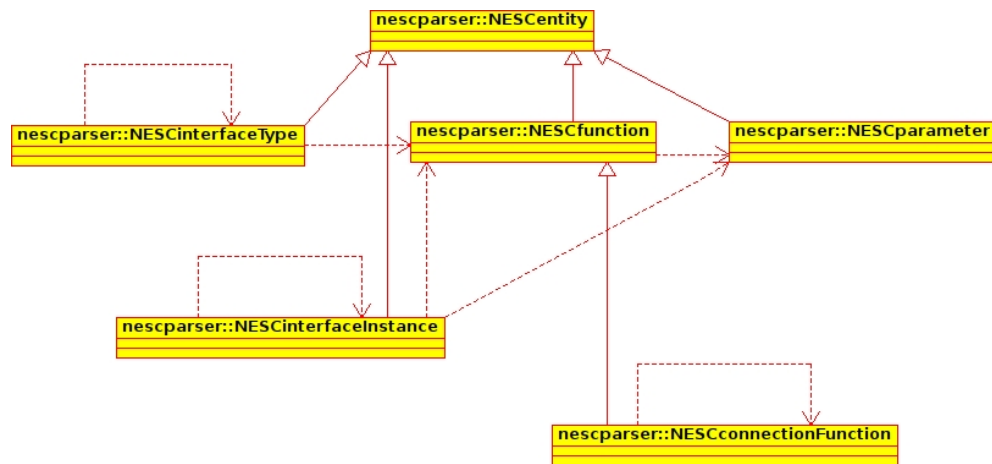 nescparser::NESCentity
nescparser::NESCinterfaceType
nescparser::NESCfunction
nescparser::NESCparameter
nescparser::NESCinterfaceInstance
nescparser::NESCconnectionFunction